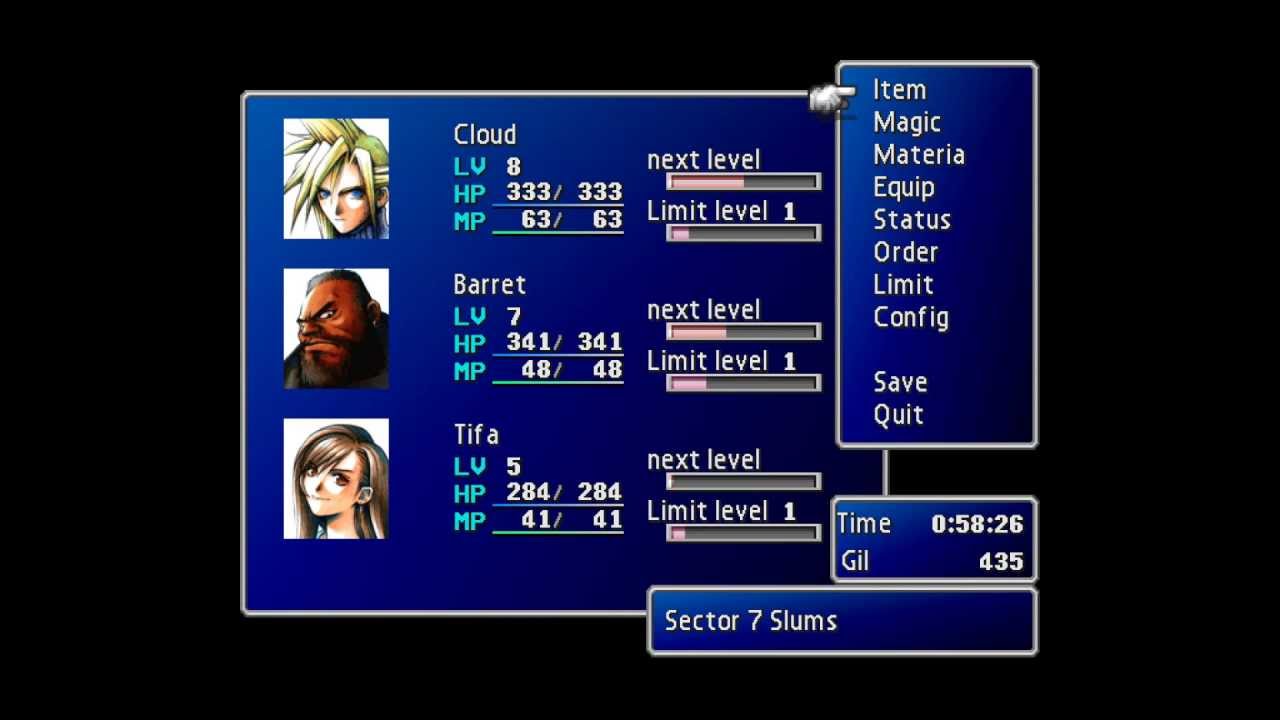 Cloud
LV 8
HP 333/ 333
MP 63/ 63
next level
Limit level 1
Barret
LV 7
HP 341/ 341
MP 48/ 48
next level
Limit level 1
Tifa
LV 5
HP 284/ 284
MP 41/ 41
next level
Limit level 1
Item
Magic
Materia
Equip
Status
Order
Limit
Config
Save
Quit
Time 0:58:26
Gil 435
Sector 7 Slums